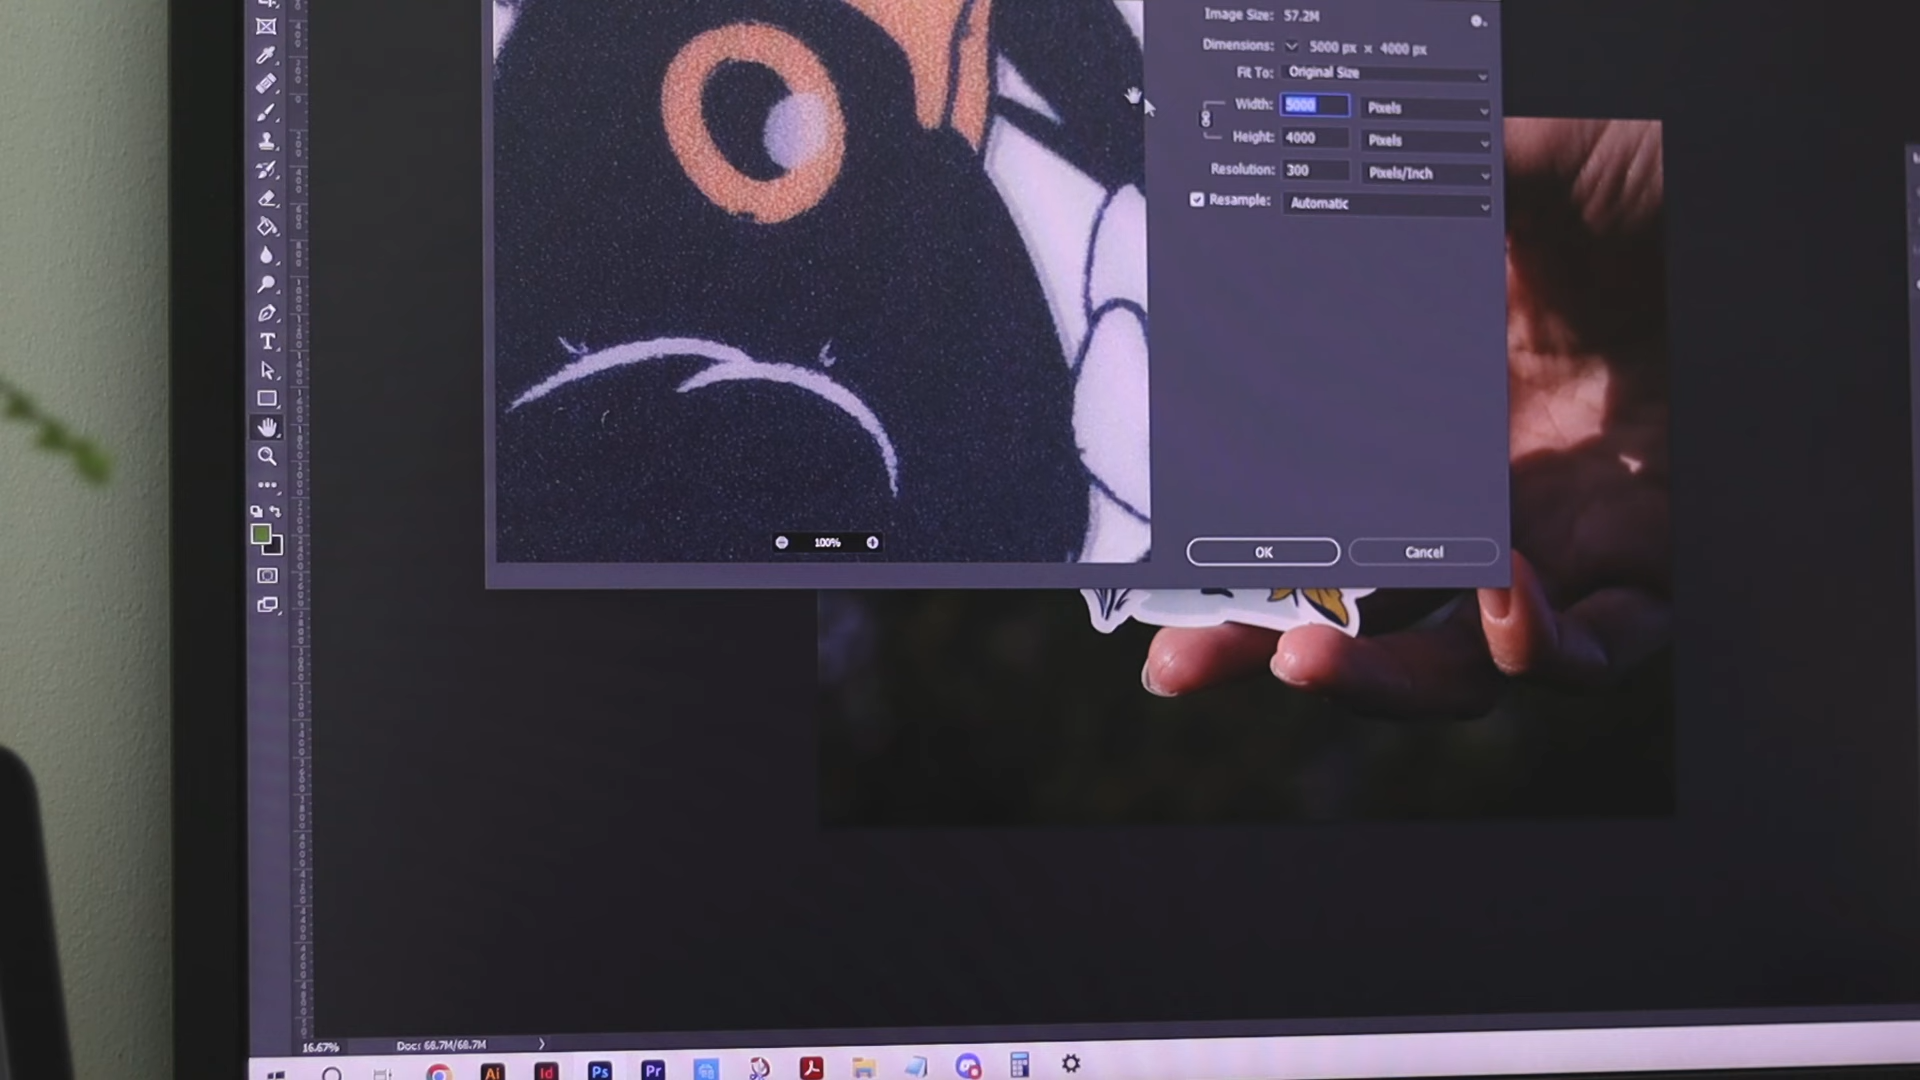 Image Size: 57.2M
Dimensions: 5000 px × 4000 px
Fit To: Original Size
Width: 5000 Pixels
Height: 4000 Pixels
Resolution: 300 Pixels/Inch
Resample: Automatic
100%
OK Cancel
T
16.67% Doc: 68.7M/68.7M
Ai Id Ps Pr